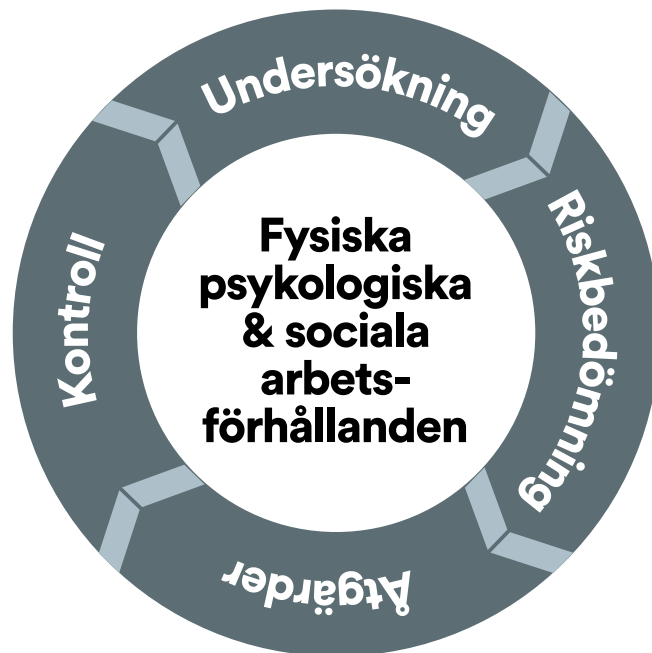 Undersökning
Riskbedömning
Åtgärder
Kontroll
Fysiska
psykologiska
& sociala
arbets-
förhållanden